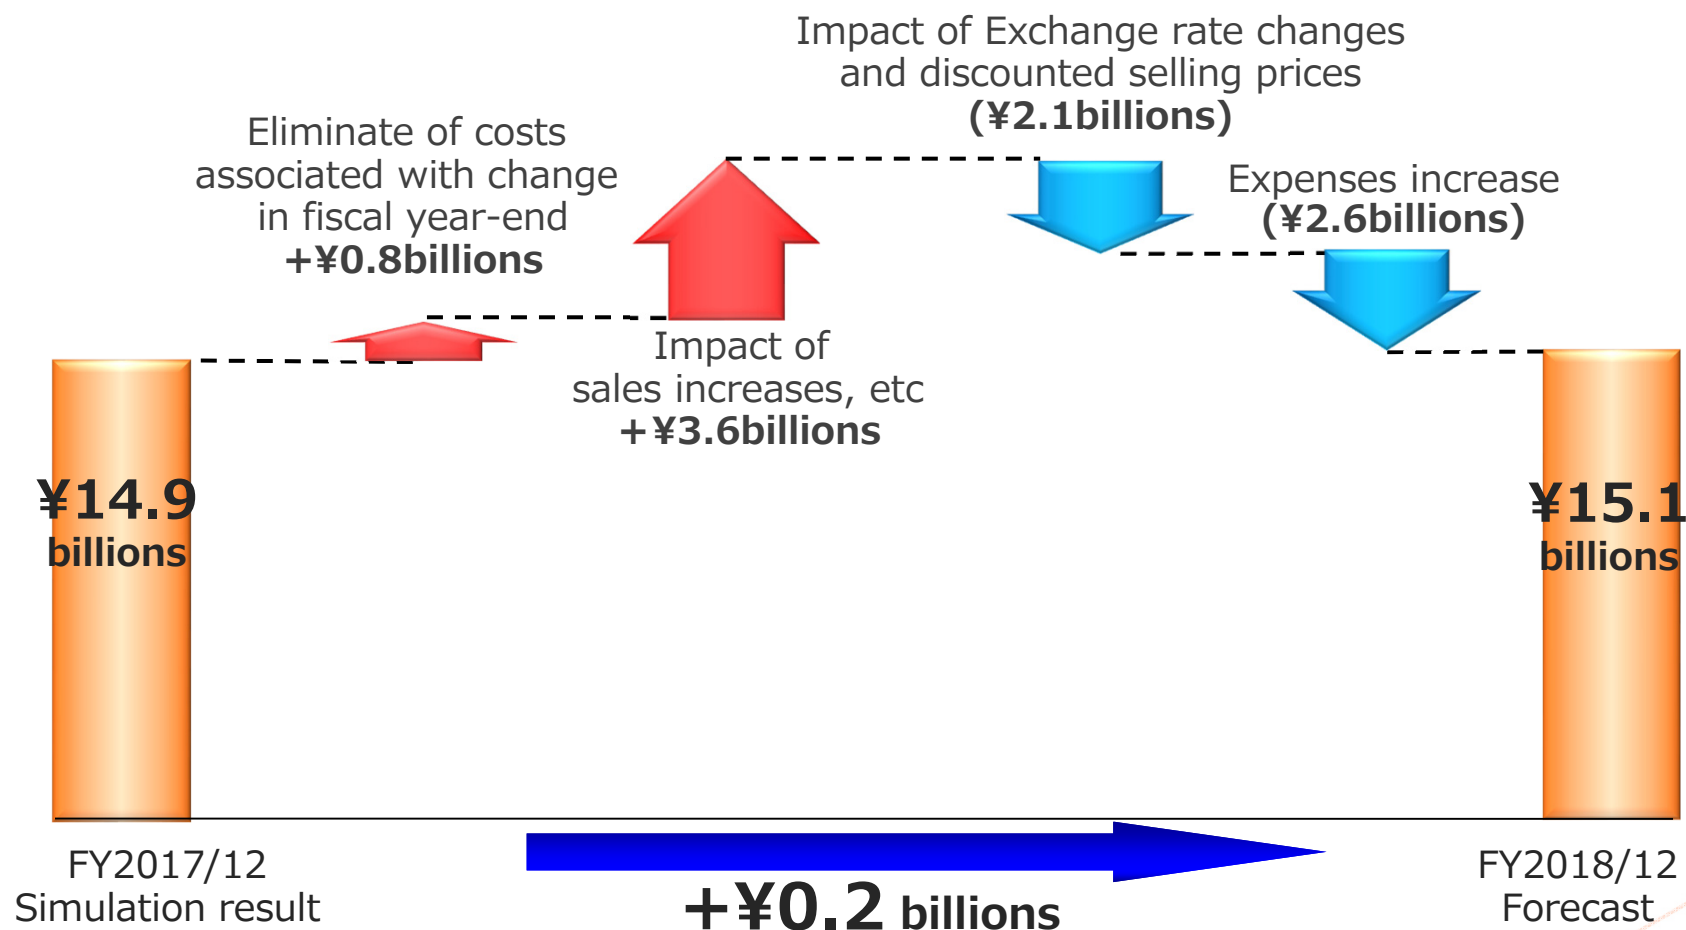 Impact of Exchange rate changes
and discounted selling prices
(¥2.1billions)
Eliminate of costs
associated with change
in fiscal year-end
+¥0.8billions
Expenses increase
(¥2.6billions)
Impact of
sales increases, etc
+¥3.6billions
¥14.9
billions
¥15.1
billions
FY2017/12
Simulation result
+¥0.2 billions
FY2018/12
Forecast